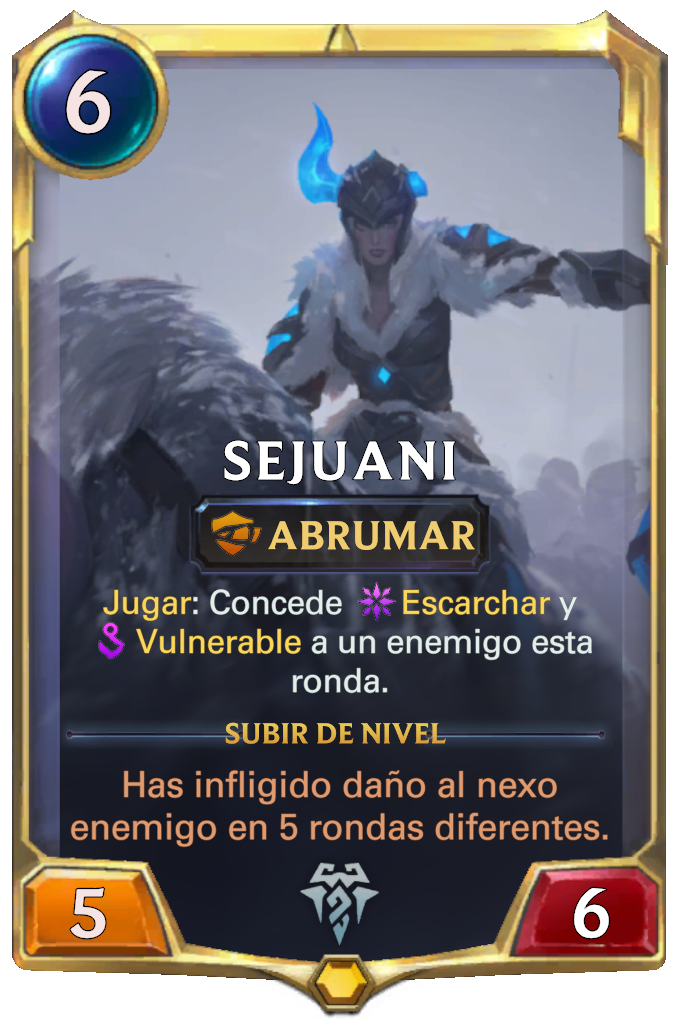 6
SEJUANI
ABRUMAR
Jugar: Concede Escarchar y
Vulnerable a un enemigo esta
ronda.
SUBIR DE NIVEL
Has infligido daño al nexo
enemigo en 5 rondas diferentes.
5
6